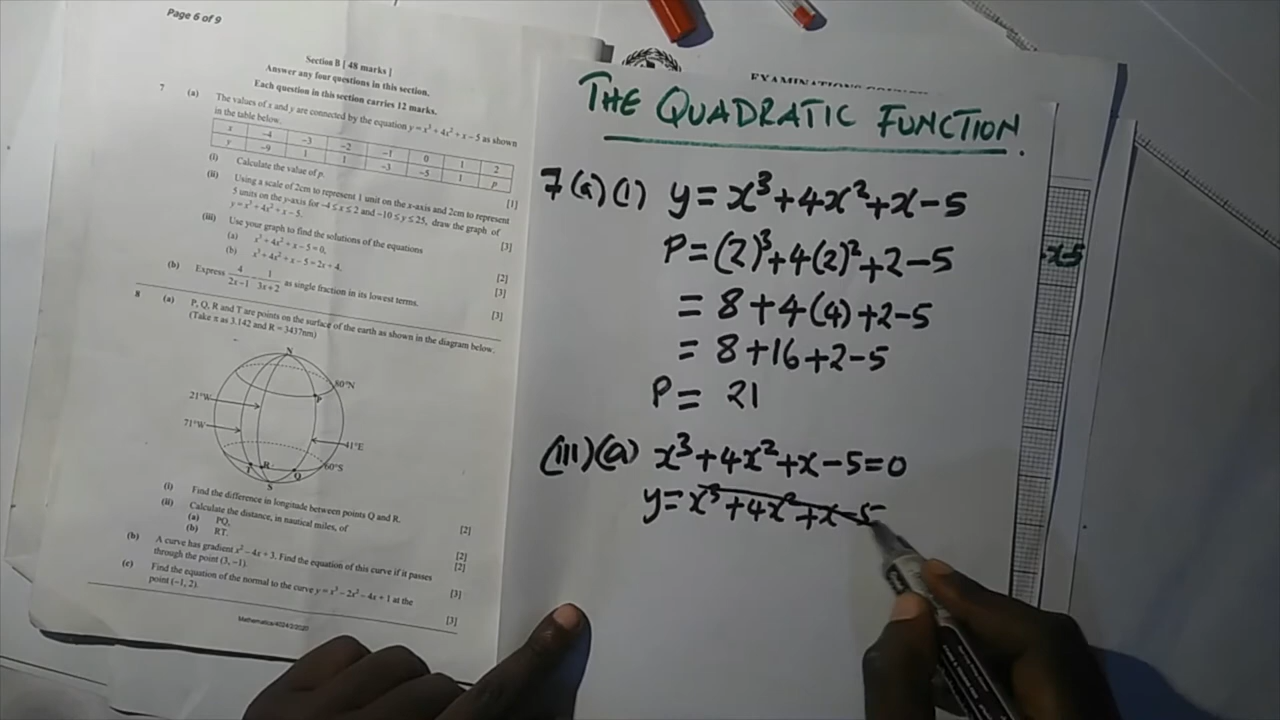 Page 6 of 9
Section B [ 48 marks ]
Answer any four questions in this section.
Each question in this section carries 12 marks.
7 (a) The values of x and y are connected by the equation y = x³ + 4x² + x − 5 as shown
in the table below.
x −4 −3 −2 −1 0 1 2
y −9 1 1 −3 −5 1 p
(i) Calculate the value of p. [1]
(ii) Using a scale of 2cm to represent 1 unit on the x-axis and 2cm to represent
5 units on the y-axis for −4 ≤ x ≤ 2 and −10 ≤ y ≤ 25, draw the graph of
y = x³ + 4x² + x − 5. [3]
(iii) Use your graph to find the solutions of the equations
(a) x³ + 4x² + x − 5 = 0, [2]
(b) x³ + 4x² + x − 5 = 2x + 4. [3]
(b) Express 4/(2x−1) − 1/(3x+2) as single fraction in its lowest terms. [3]
8 (a) P, Q, R and T are points on the surface of the earth as shown in the diagram below.
(Take π as 3.142 and R = 3437nm)
N
80°N
P
21°W
71°W
41°E
60°S
T R Q
S
(i) Find the difference in longitude between points Q and R. [2]
(ii) Calculate the distance, in nautical miles, of
(a) PQ, [2]
(b) RT. [2]
(b) A curve has gradient x² − 4x + 3. Find the equation of this curve if it passes
through the point (3, −1). [3]
(c) Find the equation of the normal to the curve y = x³ − 2x² − 4x + 1 at the
point (−1, 2). [3]
Mathematics/4024/2/2020
THE QUADRATIC FUNCTION.
7(a)(i) y = x³ + 4x² + x − 5
P = (2)³ + 4(2)² + 2 − 5
= 8 + 4(4) + 2 − 5
= 8 + 16 + 2 − 5
P = 21
(iii)(a) x³ + 4x² + x − 5 = 0
y = x³ + 4x² + x − 5
x−5